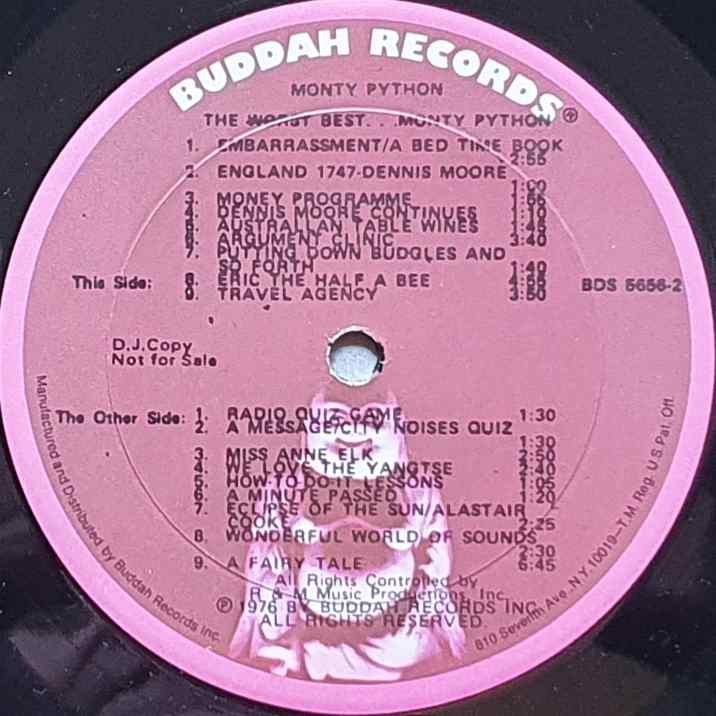 BUDDAH RECORDS®
MONTY PYTHON
THE WORST BEST. . .MONTY PYTHON
1. EMBARRASSMENT/A BED TIME BOOK
2:55
2. ENGLAND 1747-DENNIS MOORE
1:00
3. MONEY PROGRAMME 1:55
4. DENNIS MOORE CONTINUES 1:10
5. AUSTRALIAN TABLE WINES 1:45
6. ARGUMENT CLINIC 3:40
7. PUTTING DOWN BUDGIES AND
SO FORTH 1:40
This Side: 8. ERIC THE HALF A BEE BDS 5656-2
9. TRAVEL AGENCY 3:50
D.J.Copy
Not for Sale
The Other Side: 1. RADIO QUIZ GAME 1:30
2. A MESSAGE/CITY NOISES QUIZ
1:30
3. MISS ANNE ELK 2:50
4. WE LOVE THE YANGTSE 2:40
5. HOW-TO-DO-IT LESSONS 1:05
6. A MINUTE PASSED 1:20
7. ECLIPSE OF THE SUN/ALASTAIR
COOKE 2:25
8. WONDERFUL WORLD OF SOUNDS
2:30
9. A FAIRY TALE 6:45
All Rights Controlled by
R & M Music Productions, Inc.
℗ 1976 BY BUDDAH RECORDS INC.
ALL RIGHTS RESERVED.
Manufactured and Distributed by Buddah Records Inc.
810 Seventh Ave., N.Y. 10019—T.M. Reg. U.S. Pat. Off.